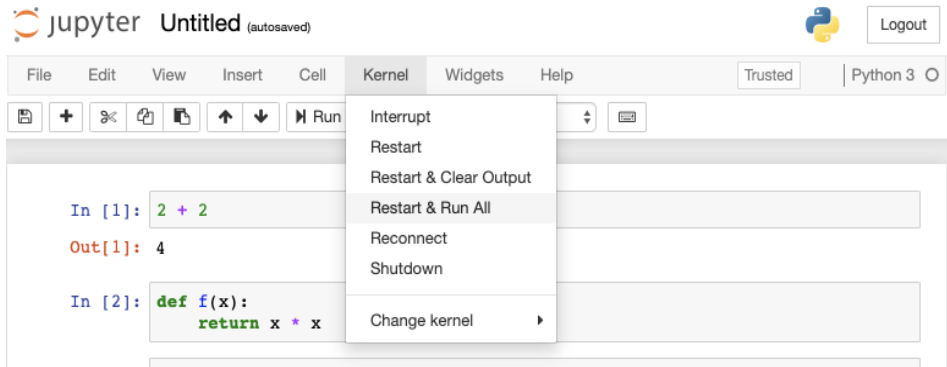 jupyter Untitled (autosaved) Logout
File Edit View Insert Cell Kernel Widgets Help Trusted Python 3
Run
Interrupt
Restart
Restart & Clear Output
Restart & Run All
Reconnect
Shutdown
Change kernel
In [1]: 2 + 2
Out[1]: 4
In [2]: def f(x):
return x * x